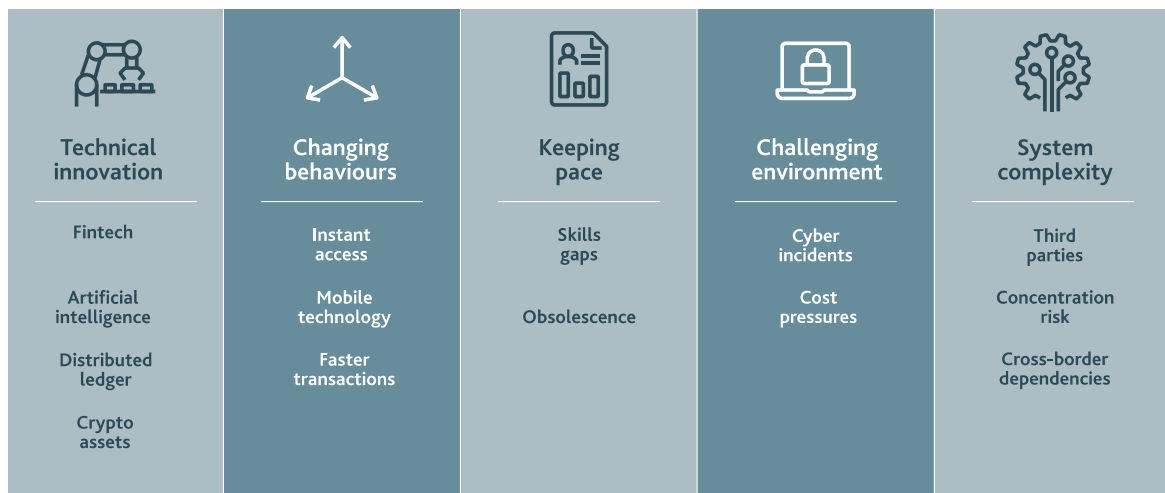 Technical
innovation
Fintech
Artificial
intelligence
Distributed
ledger
Crypto
assets
Changing
behaviours
Instant
access
Mobile
technology
Faster
transactions
Keeping
pace
Skills
gaps
Obsolescence
Challenging
environment
Cyber
incidents
Cost
pressures
System
complexity
Third
parties
Concentration
risk
Cross-border
dependencies